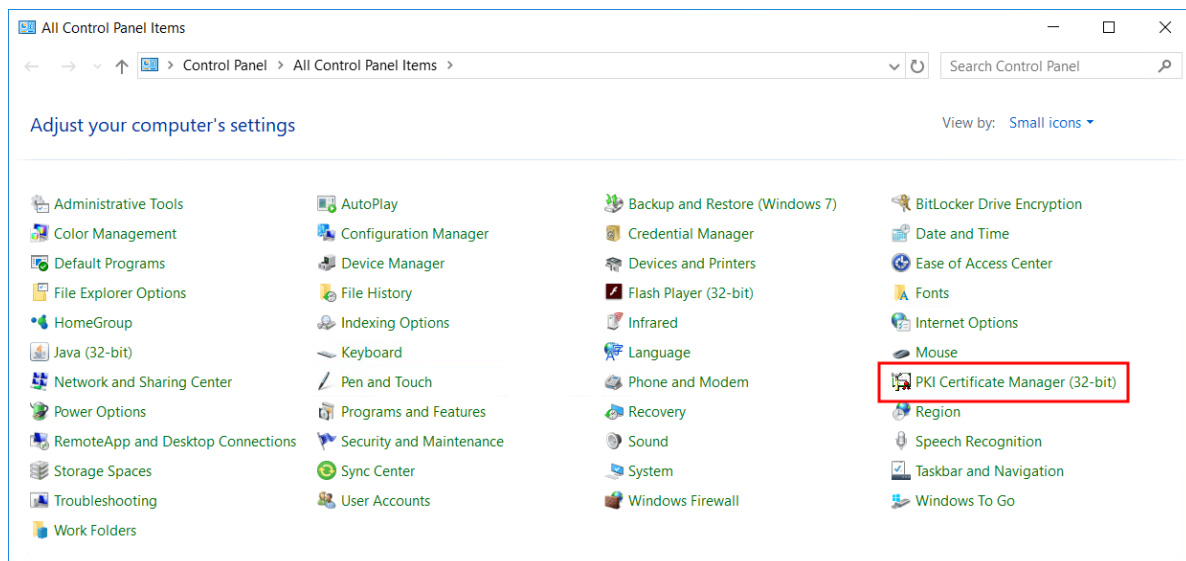 All Control Panel Items
Control Panel > All Control Panel Items >
Search Control Panel
Adjust your computer's settings
View by: Small icons
Administrative Tools
AutoPlay
Backup and Restore (Windows 7)
BitLocker Drive Encryption
Color Management
Configuration Manager
Credential Manager
Date and Time
Default Programs
Device Manager
Devices and Printers
Ease of Access Center
File Explorer Options
File History
Flash Player (32-bit)
Fonts
HomeGroup
Indexing Options
Infrared
Internet Options
Java (32-bit)
Keyboard
Language
Mouse
Network and Sharing Center
Pen and Touch
Phone and Modem
PKI Certificate Manager (32-bit)
Power Options
Programs and Features
Recovery
Region
RemoteApp and Desktop Connections
Security and Maintenance
Sound
Speech Recognition
Storage Spaces
Sync Center
System
Taskbar and Navigation
Troubleshooting
User Accounts
Windows Firewall
Windows To Go
Work Folders